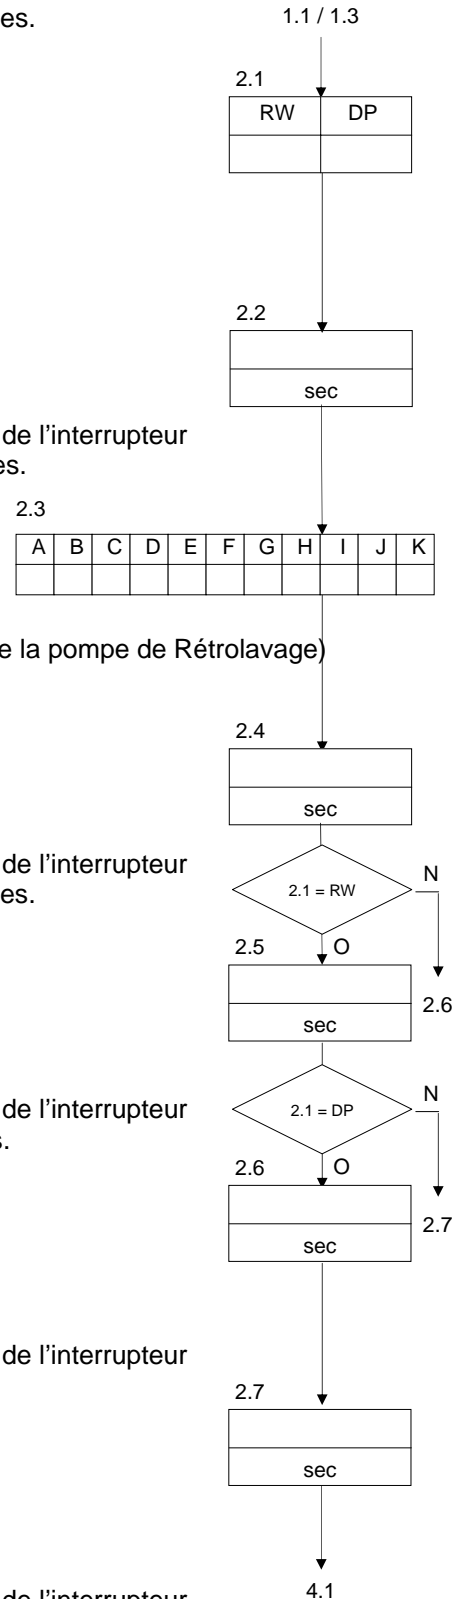 es.
1.1 / 1.3
2.1
RW DP
2.2
sec
de l’interrupteur
es.
2.3
A B C D E F G H I J K
e la pompe de Rétrolavage)
2.4
sec
de l’interrupteur
es.
2.1 = RW
N
2.5
O
2.6
sec
de l’interrupteur
s.
2.1 = DP
N
2.6
O
2.7
sec
de l’interrupteur
2.7
sec
4.1
de l’interrupteur